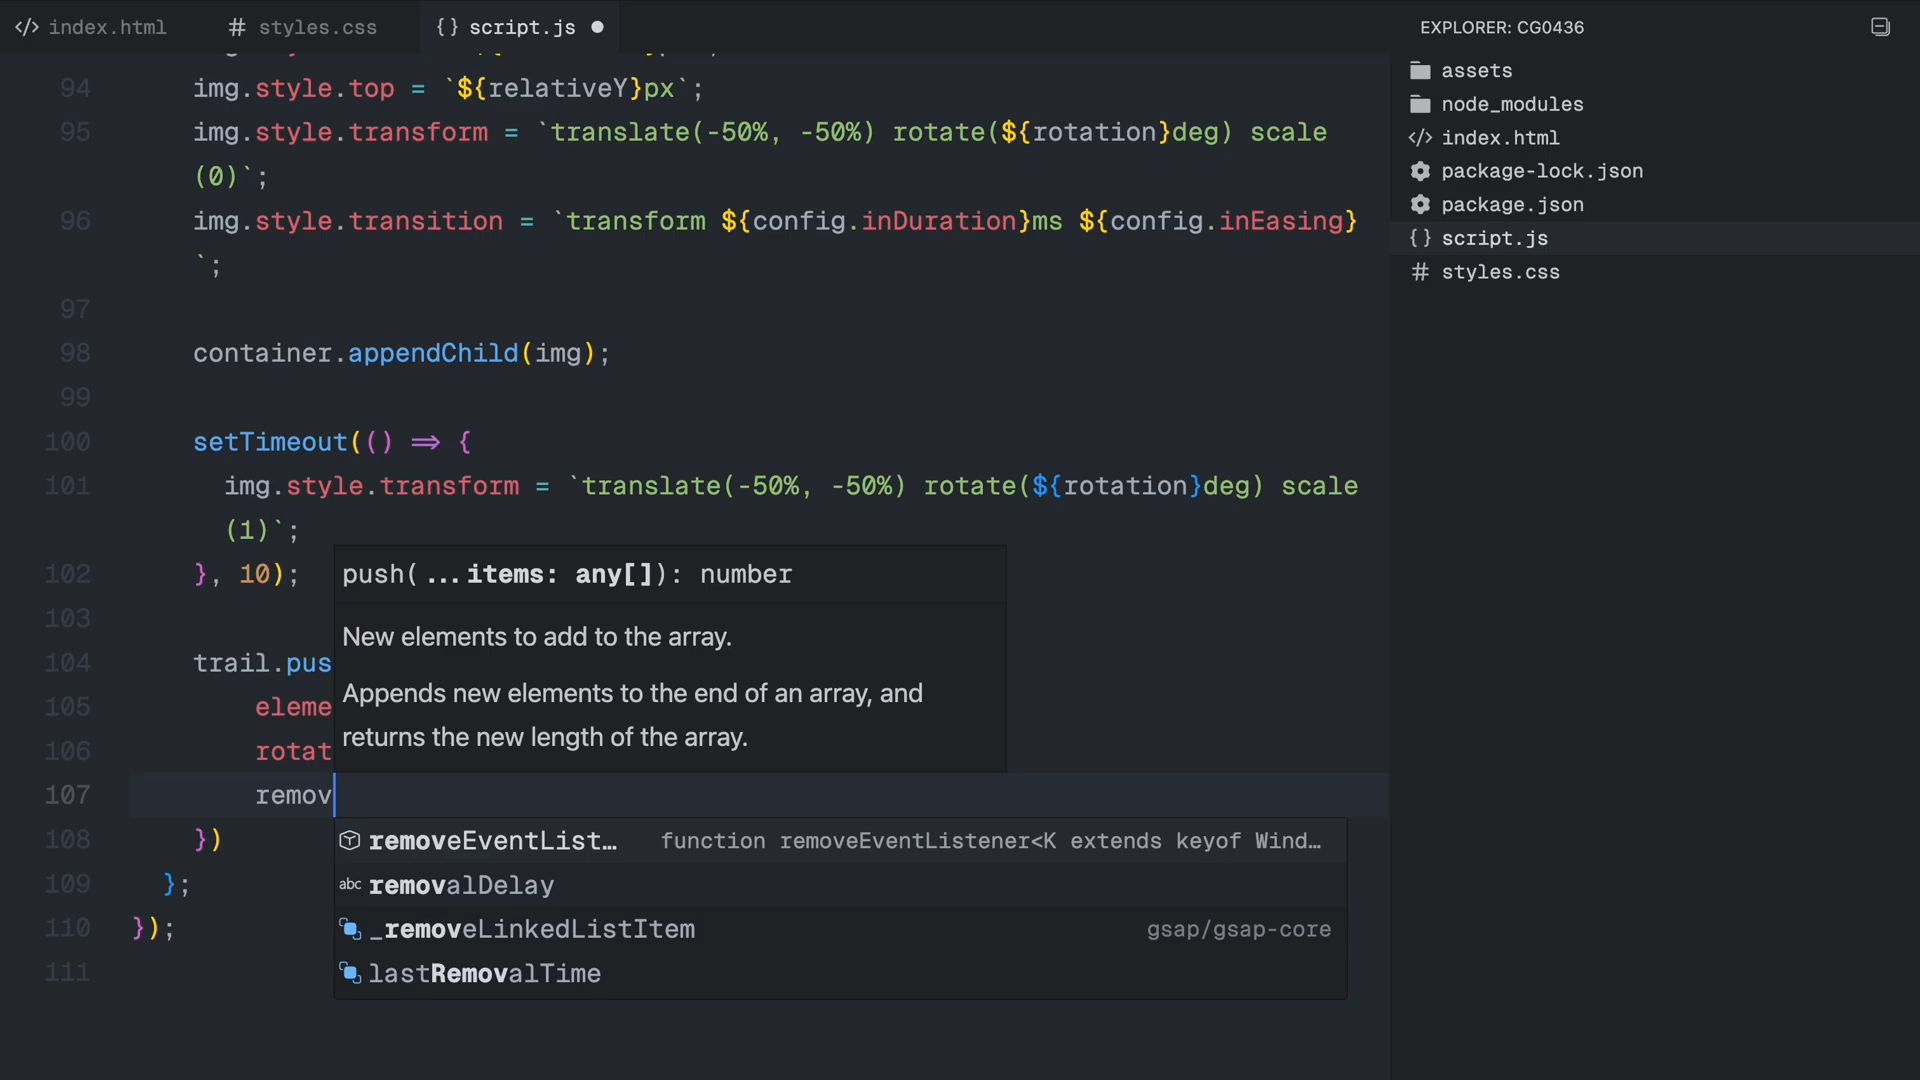 </> index.html
# styles.css
{ } script.js
EXPLORER: CG0436
assets
node_modules
</> index.html
package-lock.json
package.json
{ } script.js
# styles.css
94 img.style.top = `${relativeY}px`;
95 img.style.transform = `translate(-50%, -50%) rotate(${rotation}deg) scale
(0)`;
96 img.style.transition = `transform ${config.inDuration}ms ${config.inEasing}
`;
97
98 container.appendChild(img);
99
100 setTimeout(() => {
101 img.style.transform = `translate(-50%, -50%) rotate(${rotation}deg) scale
(1)`;
102 }, 10);
push(...items: any[]): number
103
New elements to add to the array.
104 trail.pus
Appends new elements to the end of an array, and
105 eleme
returns the new length of the array.
106 rotat
107 remov
108 })
removeEventList… function removeEventListener<K extends keyof Wind…
109 };
abc removalDelay
110 });
_removeLinkedListItem gsap/gsap-core
111
lastRemovalTime